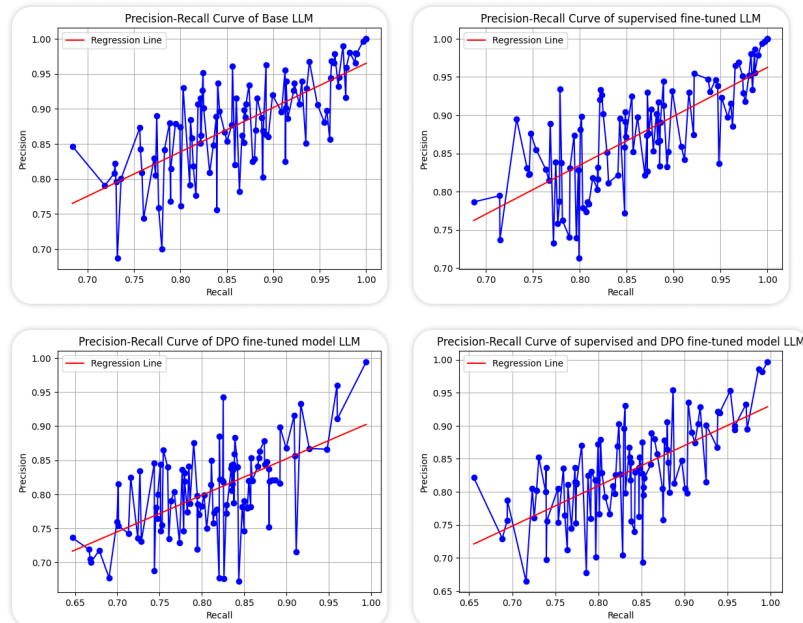 Precision-Recall Curve of Base LLM
Regression Line
1.00
0.95
0.90
0.85
0.80
0.75
0.70
Precision
0.70 0.75 0.80 0.85 0.90 0.95 1.00
Recall
Precision-Recall Curve of supervised fine-tuned LLM
Regression Line
1.00
0.95
0.90
0.85
0.80
0.75
0.70
Precision
0.70 0.75 0.80 0.85 0.90 0.95 1.00
Recall
Precision-Recall Curve of DPO fine-tuned model LLM
Regression Line
1.00
0.95
0.90
0.85
0.80
0.75
0.70
Precision
0.65 0.70 0.75 0.80 0.85 0.90 0.95 1.00
Recall
Precision-Recall Curve of supervised and DPO fine-tuned model LLM
Regression Line
1.00
0.95
0.90
0.85
0.80
0.75
0.70
0.65
Precision
0.65 0.70 0.75 0.80 0.85 0.90 0.95 1.00
Recall